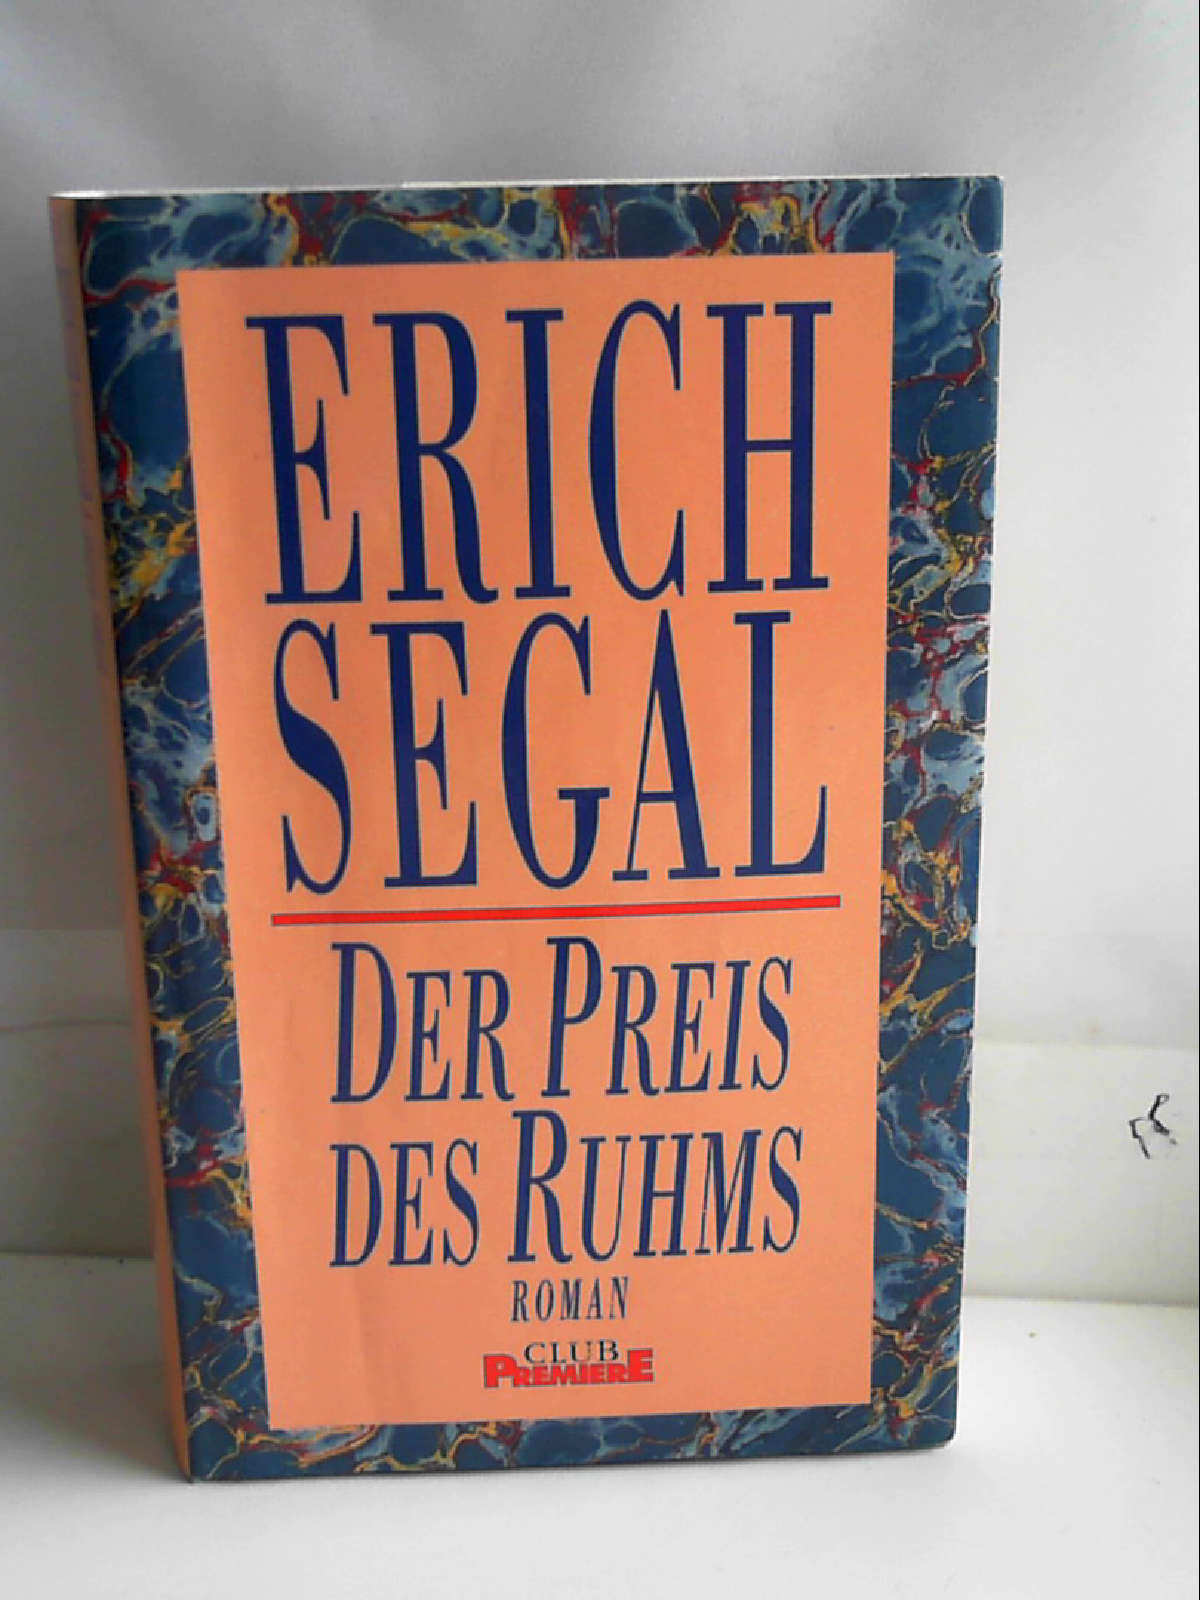 ERICH
SEGAL
DER PREIS
DES RUHMS
ROMAN
CLUB
PREMIERE